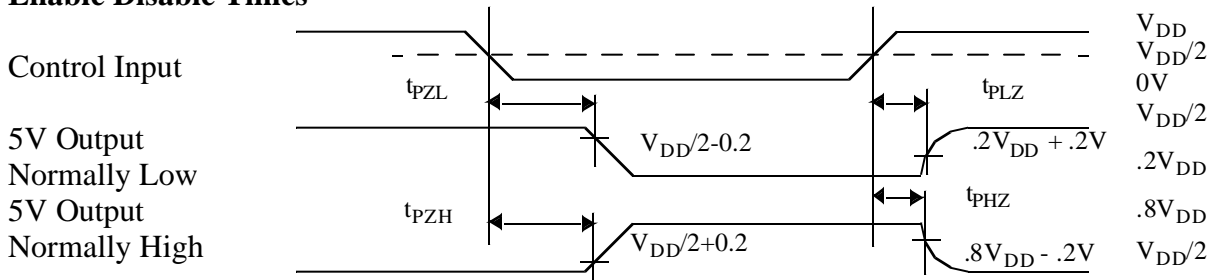 Enable Disable Times
Control Input
V_DD
V_DD/2
0V
t_PZL
t_PLZ
V_DD/2
5V Output
Normally Low
V_DD/2-0.2
.2V_DD + .2V
.2V_DD
5V Output
Normally High
t_PZH
t_PHZ
.8V_DD
V_DD/2+0.2
.8V_DD - .2V
V_DD/2